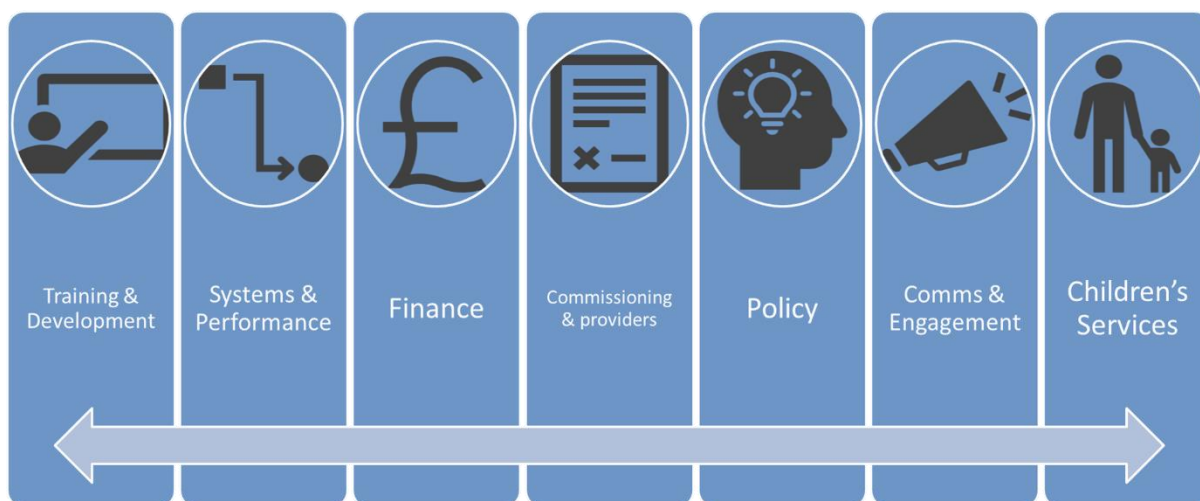 Training &
Development
Systems &
Performance
£
Finance
Commissioning
& providers
Policy
Comms &
Engagement
Children’s
Services